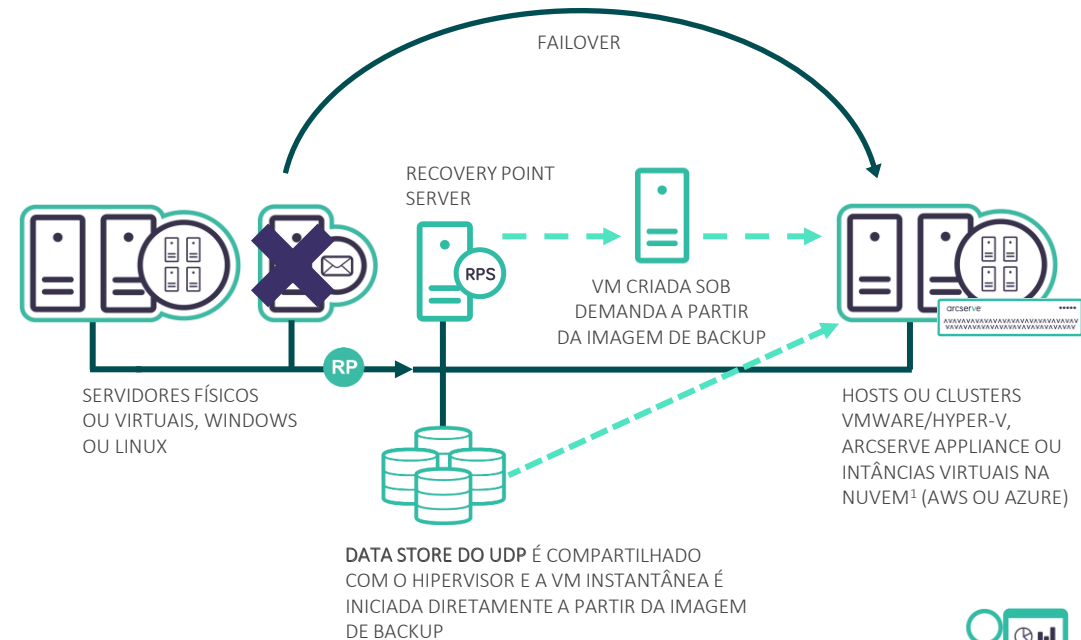 FAILOVER
RECOVERY POINT
SERVER
RPS
VM CRIADA SOB
DEMANDA A PARTIR
DA IMAGEM DE BACKUP
arcserve
RP
SERVIDORES FÍSICOS
OU VIRTUAIS, WINDOWS
OU LINUX
HOSTS OU CLUSTERS
VMWARE/HYPER-V,
ARCSERVE APPLIANCE OU
INTÂNCIAS VIRTUAIS NA
NUVEM¹ (AWS OU AZURE)
DATA STORE DO UDP É COMPARTILHADO
COM O HIPERVISOR E A VM INSTANTÂNEA É
INICIADA DIRETAMENTE A PARTIR DA IMAGEM
DE BACKUP